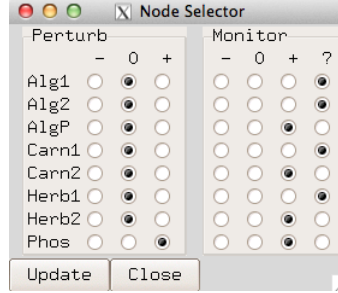 X Node Selector
Perturb Monitor
- 0 + - 0 + ?
Alg1
Alg2
AlgP
Carn1
Carn2
Herb1
Herb2
Phos
Update Close